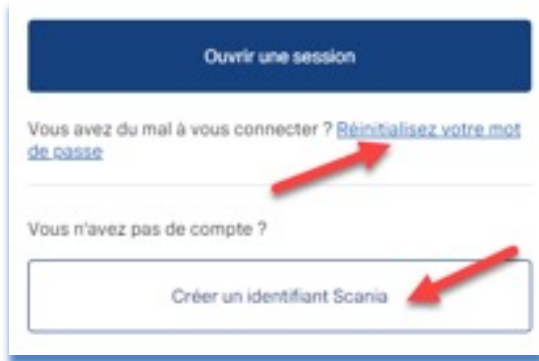 Ouvrir une session
Vous avez du mal à vous connecter ? Réinitialisez votre mot
de passe
Vous n'avez pas de compte ?
Créer un identifiant Scania